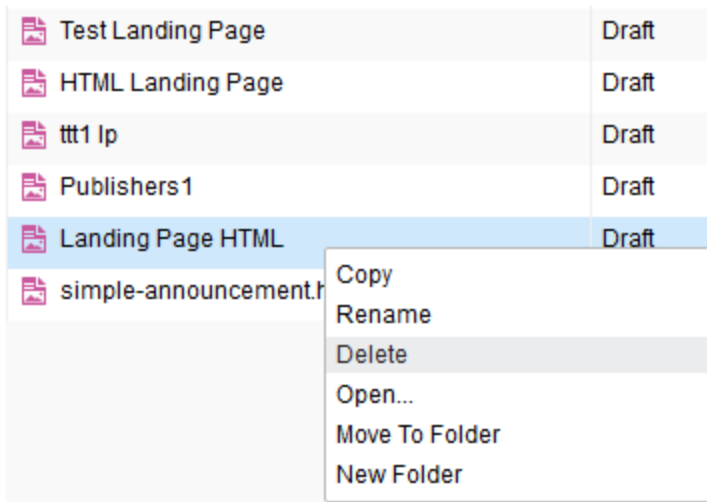 Test Landing Page Draft
HTML Landing Page Draft
ttt1 lp Draft
Publishers1 Draft
Landing Page HTML Draft
simple-announcement.h
Copy
Rename
Delete
Open...
Move To Folder
New Folder